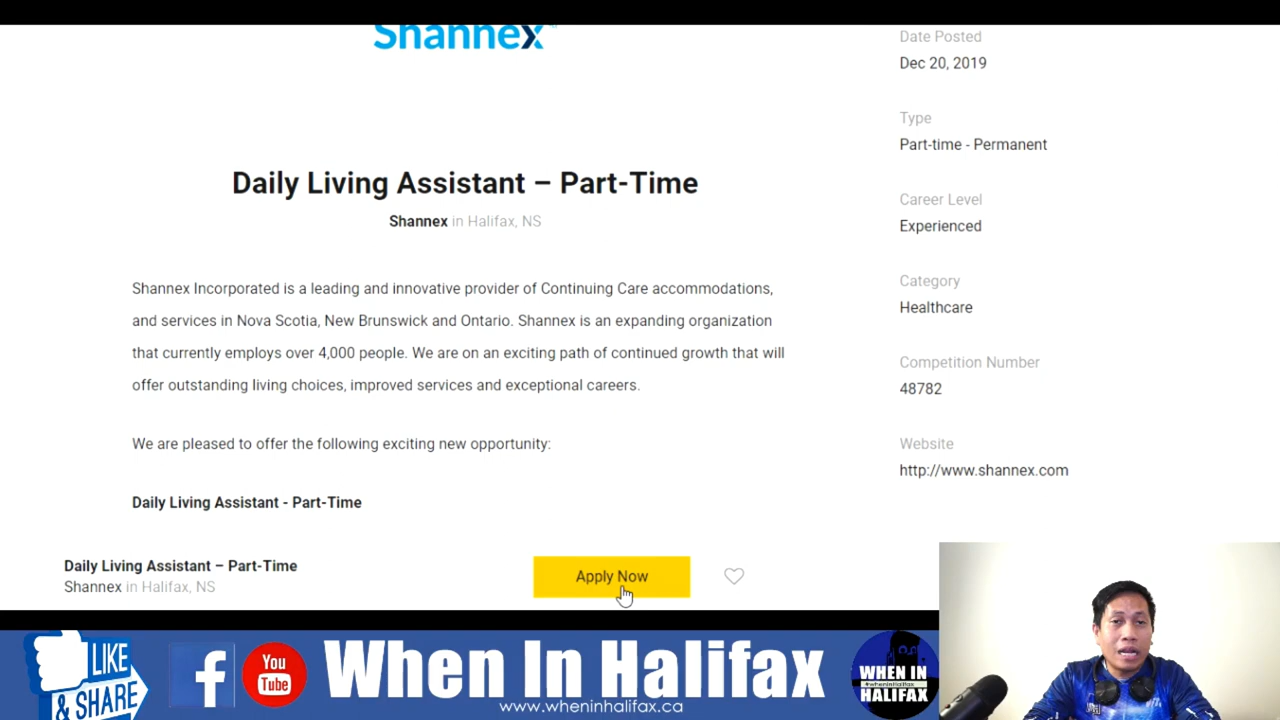 Shannex
Date Posted
Dec 20, 2019
Type
Part-time - Permanent
Daily Living Assistant – Part-Time
Career Level
Shannex in Halifax, NS
Experienced
Category
Shannex Incorporated is a leading and innovative provider of Continuing Care accommodations,
Healthcare
and services in Nova Scotia, New Brunswick and Ontario. Shannex is an expanding organization
that currently employs over 4,000 people. We are on an exciting path of continued growth that will
Competition Number
offer outstanding living choices, improved services and exceptional careers.
48782
We are pleased to offer the following exciting new opportunity:
Website
http://www.shannex.com
Daily Living Assistant - Part-Time
Daily Living Assistant – Part-Time
Shannex in Halifax, NS
Apply Now
LIKE
& SHARE
f
You
Tube
When In Halifax
www.wheninhalifax.ca
WHEN IN
#wheninhalifax
HALIFAX